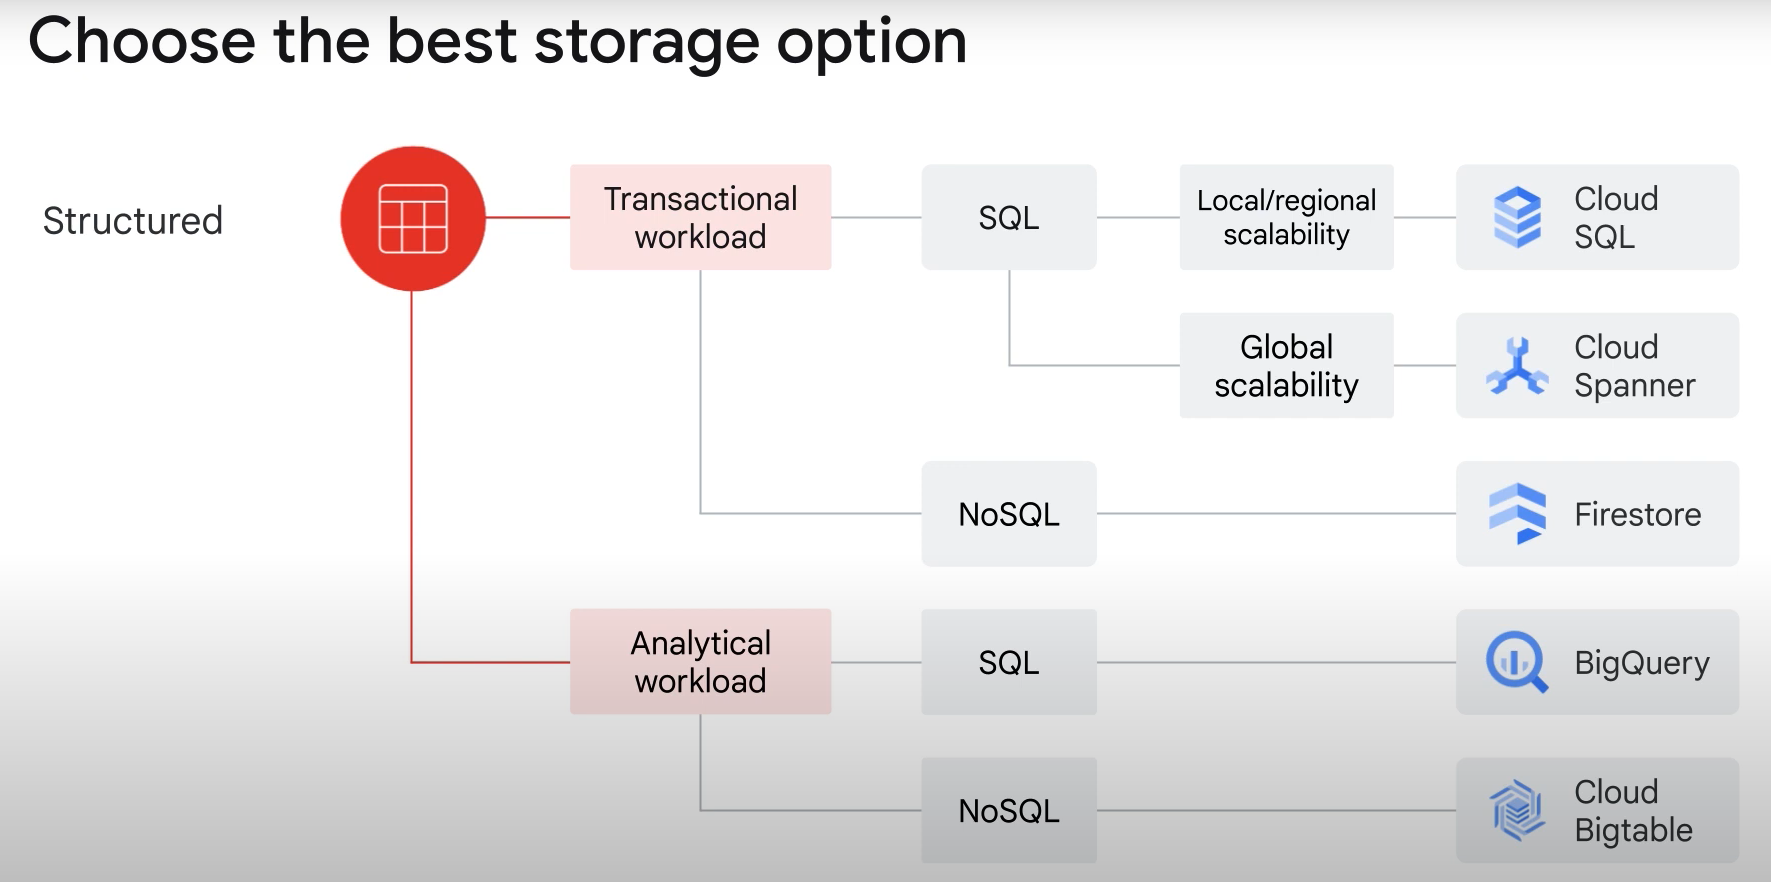 Choose the best storage option
Structured
Transactional
workload
SQL
Local/regional
scalability
Cloud
SQL
Global
scalability
Cloud
Spanner
NoSQL
Firestore
Analytical
workload
SQL
BigQuery
NoSQL
Cloud
Bigtable